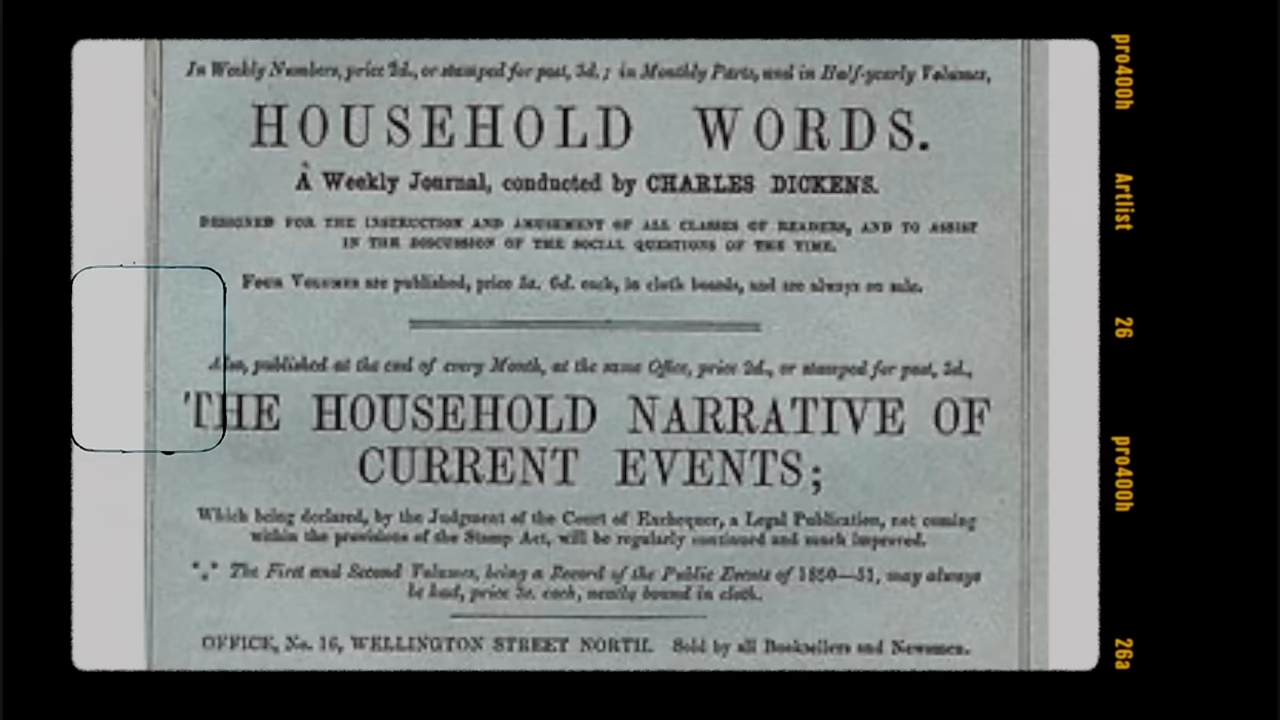 In Weekly Numbers, price 2d., or stamped for post, 3d.; in Monthly Parts, and in Half-yearly Volumes,
HOUSEHOLD WORDS.
A Weekly Journal, conducted by CHARLES DICKENS.
DESIGNED FOR THE INSTRUCTION AND AMUSEMENT OF ALL CLASSES OF READERS, AND TO ASSIST
IN THE DISCUSSION OF THE SOCIAL QUESTIONS OF THE TIME.
Four Volumes are published, price 5s. 6d. each, in cloth boards, and are always on sale.
Also, published at the end of every Month, at the same Office, price 2d., or stamped for post, 3d.,
THE HOUSEHOLD NARRATIVE OF
CURRENT EVENTS;
Which being declared, by the Judgment of the Court of Exchequer, a Legal Publication, not coming
within the provisions of the Stamp Act, will be regularly continued and much improved.
*** The First and Second Volumes, being a Record of the Public Events of 1850—51, may always
be had, price 3s. each, neatly bound in cloth.
OFFICE, No. 16, WELLINGTON STREET NORTH. Sold by all Booksellers and Newsmen.
pro400h
Artlist
26
pro400h
26a